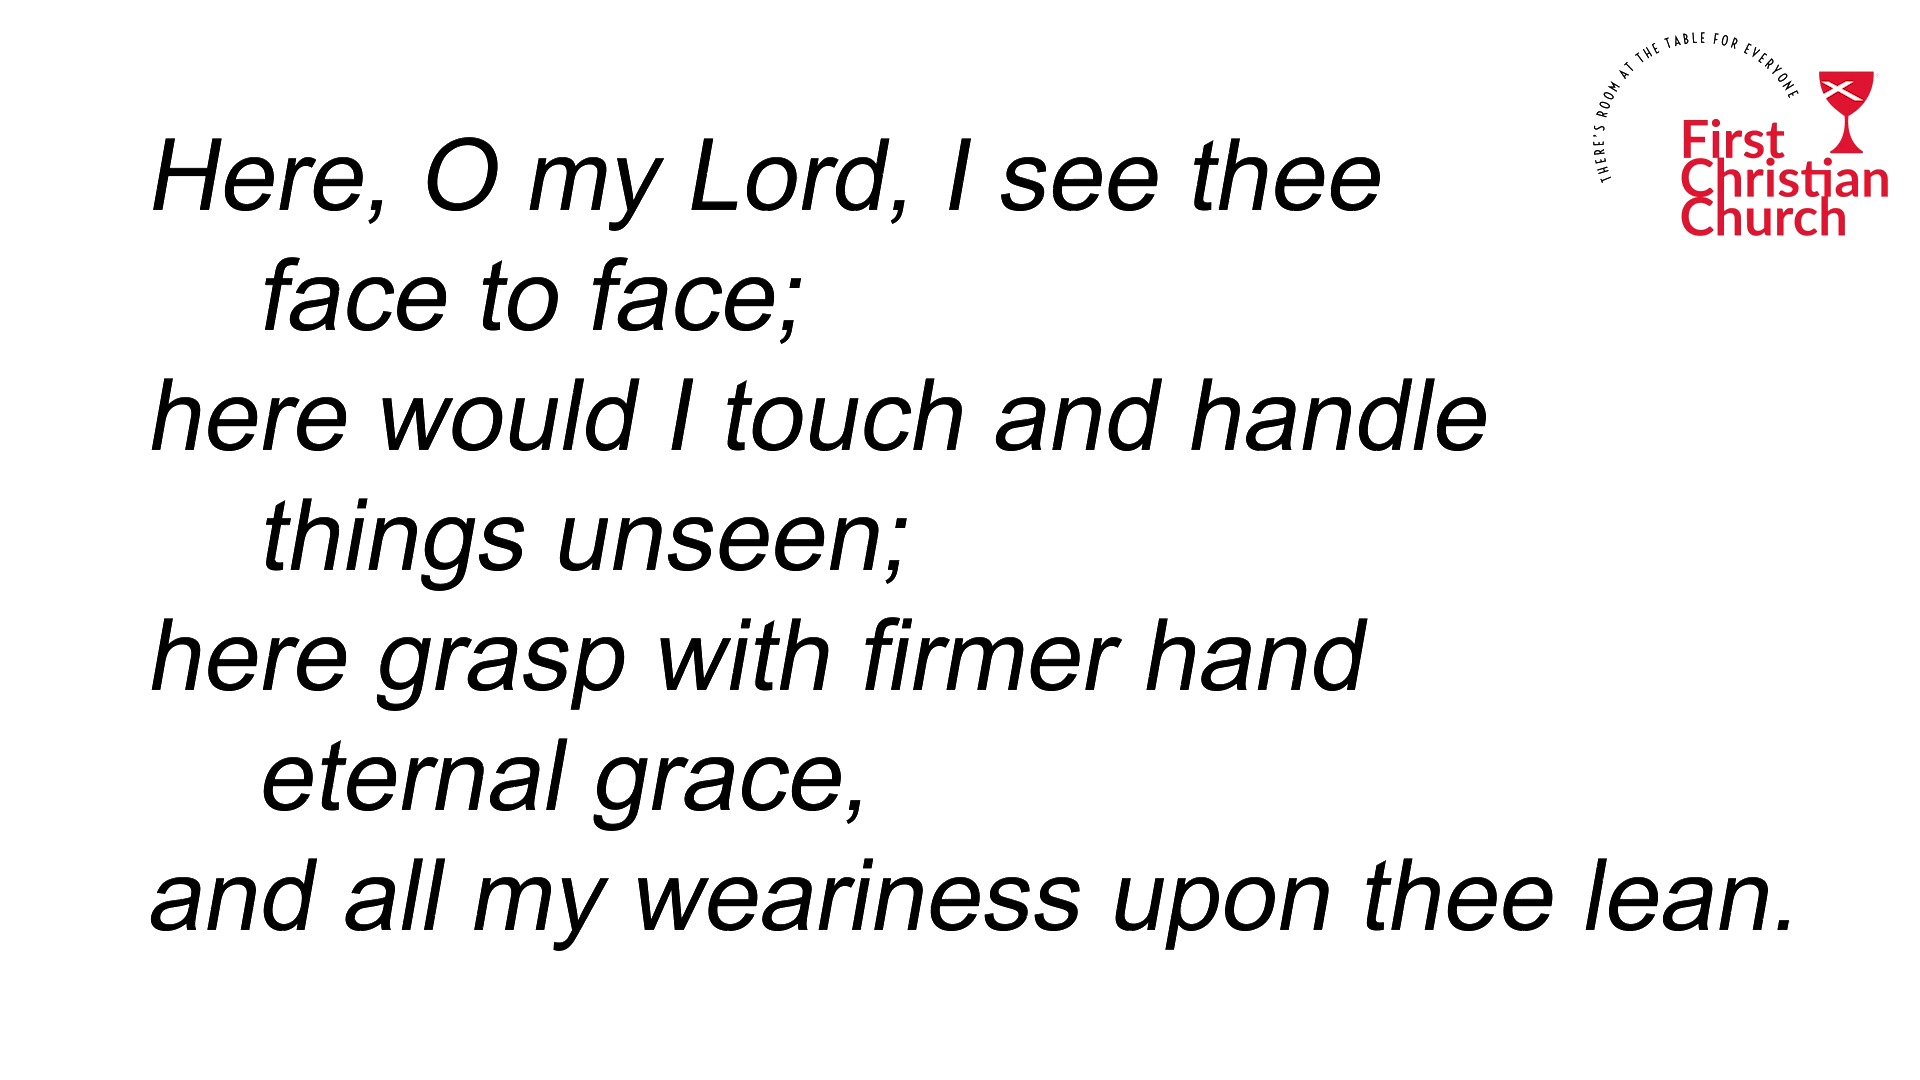 THERE'S ROOM AT THE TABLE FOR EVERYONE
First
Christian
Church
Here, O my Lord, I see thee
face to face;
here would I touch and handle
things unseen;
here grasp with firmer hand
eternal grace,
and all my weariness upon thee lean.